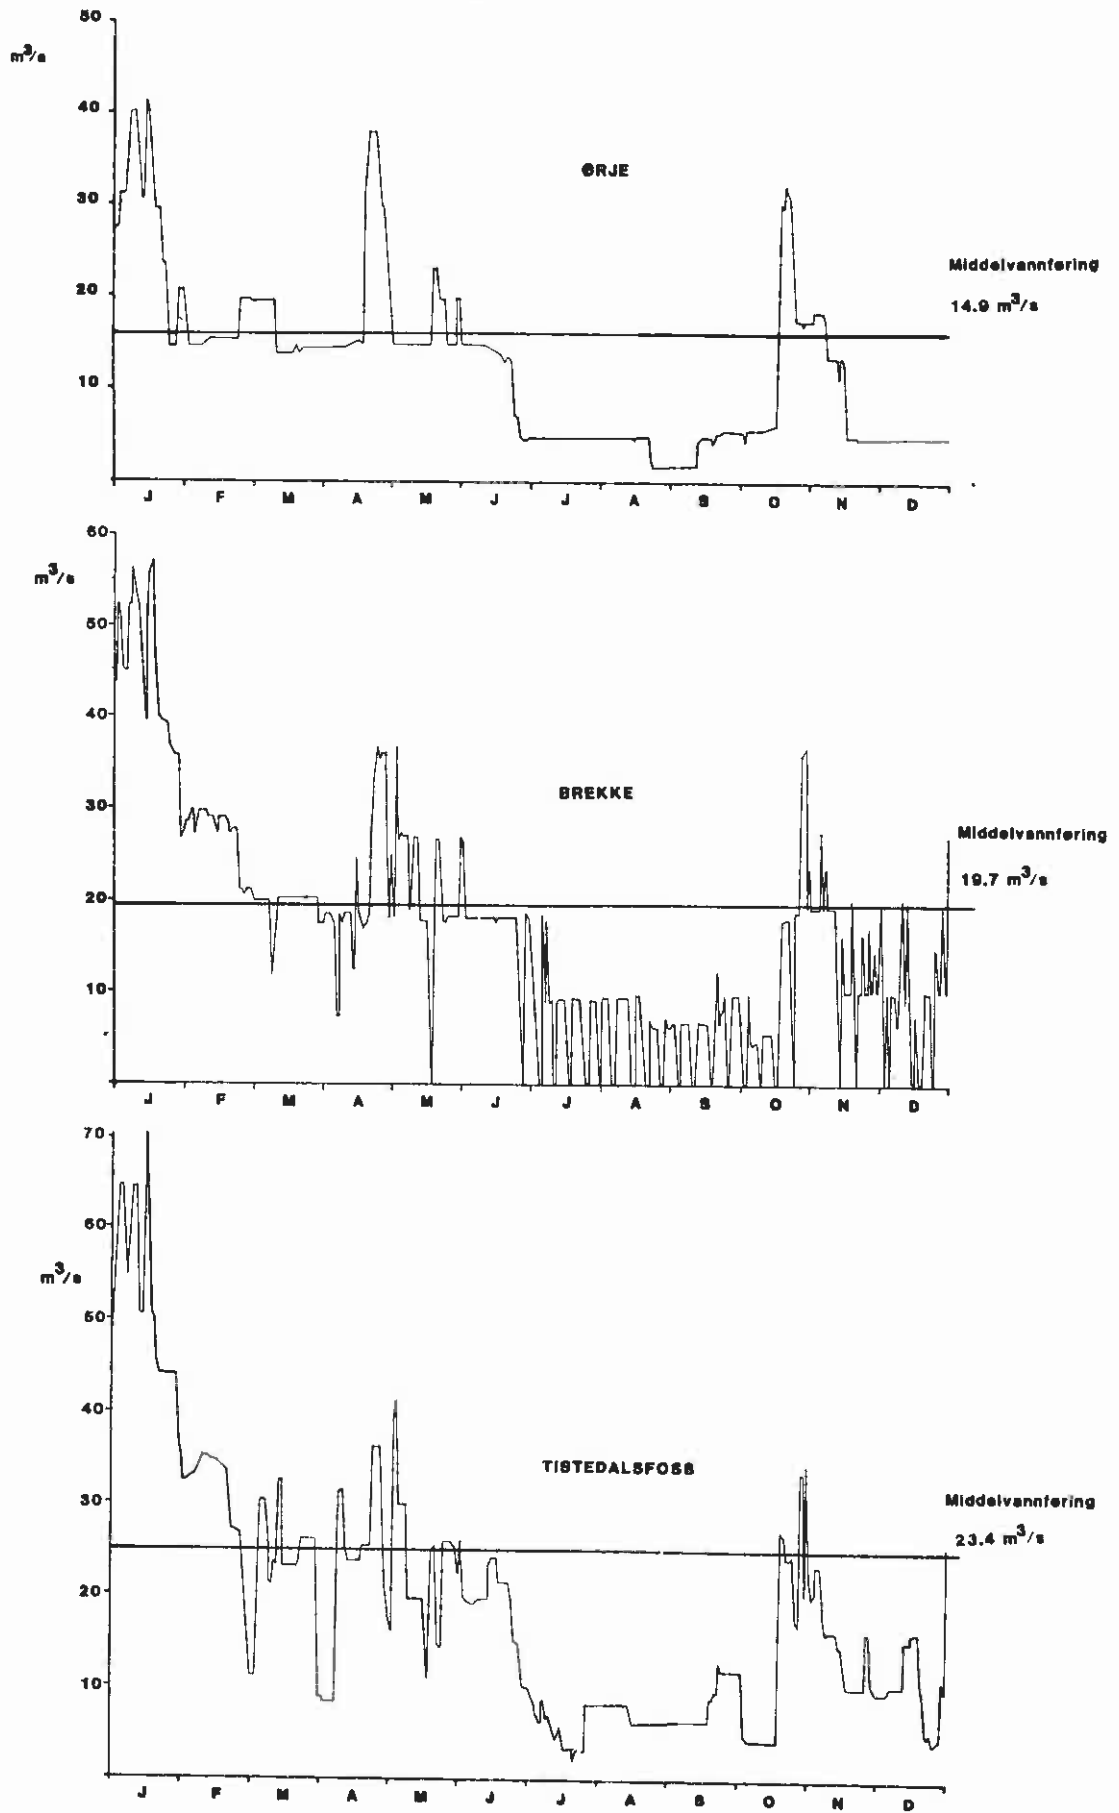 50
m³/s
40
ØRJE
30
Middelvannføring
20
14.9 m³/s
10
J F M A M J J A S O N D
60
m³/s
50
40
BREKKE
30
Middelvannføring
19.7 m³/s
20
10
J F M A M J J A S O N D
70
60
m³/s
50
40
TISTEDALSFOSS
30
Middelvannføring
23.4 m³/s
20
10
J F M A M J J A S O N D